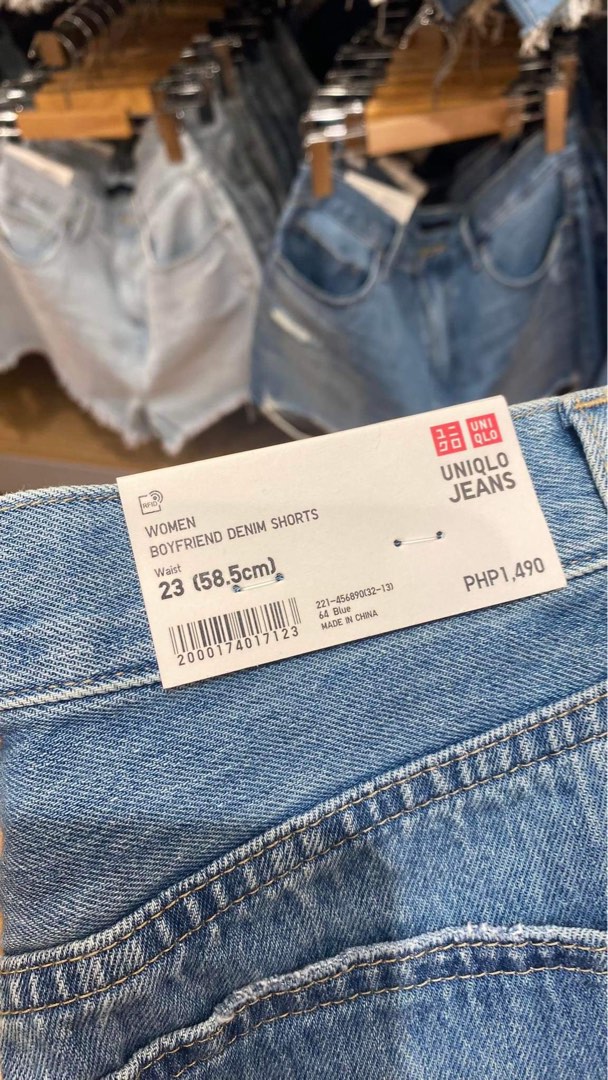 ユニ
クロ
UNI
QLO
UNIQLO
JEANS
RFID
WOMEN
BOYFRIEND DENIM SHORTS
Waist
23 (58.5cm)
221-456890(32-13)
64 Blue
MADE IN CHINA
2000174017123
PHP1,490